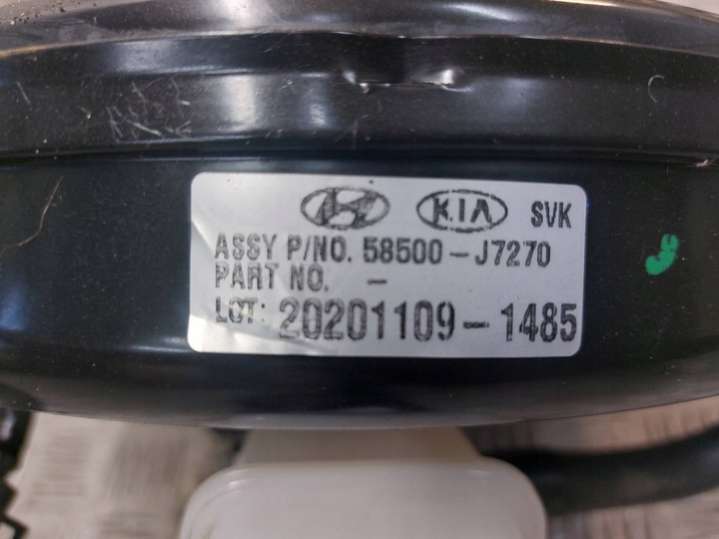 KIA SVK
ASSY P/NO. 58500-J7270
PART NO. -
LOT: 20201109-1485